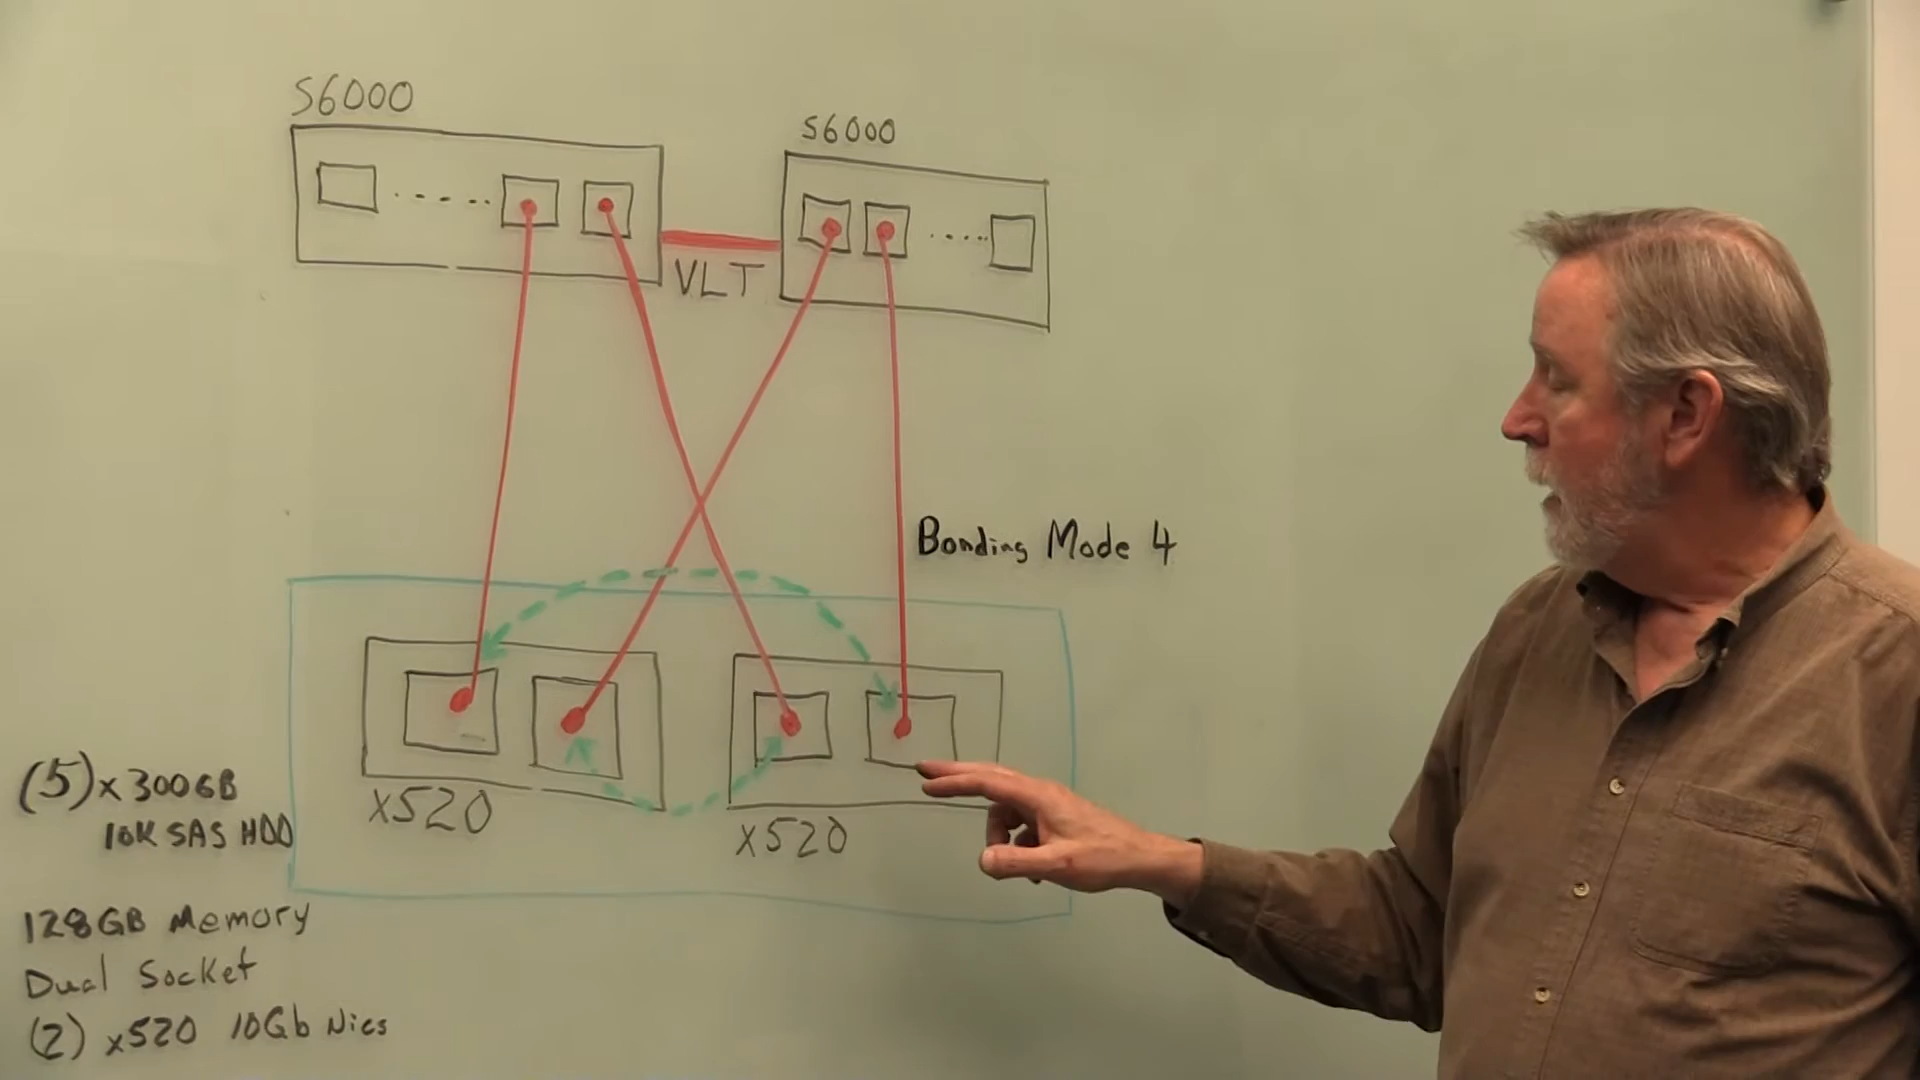 S6000
S6000
VLT
Bonding Mode 4
(5) x 300GB
10K SAS HDD
x520
x520
128GB Memory
Dual Socket
(2) x520 10Gb Nics